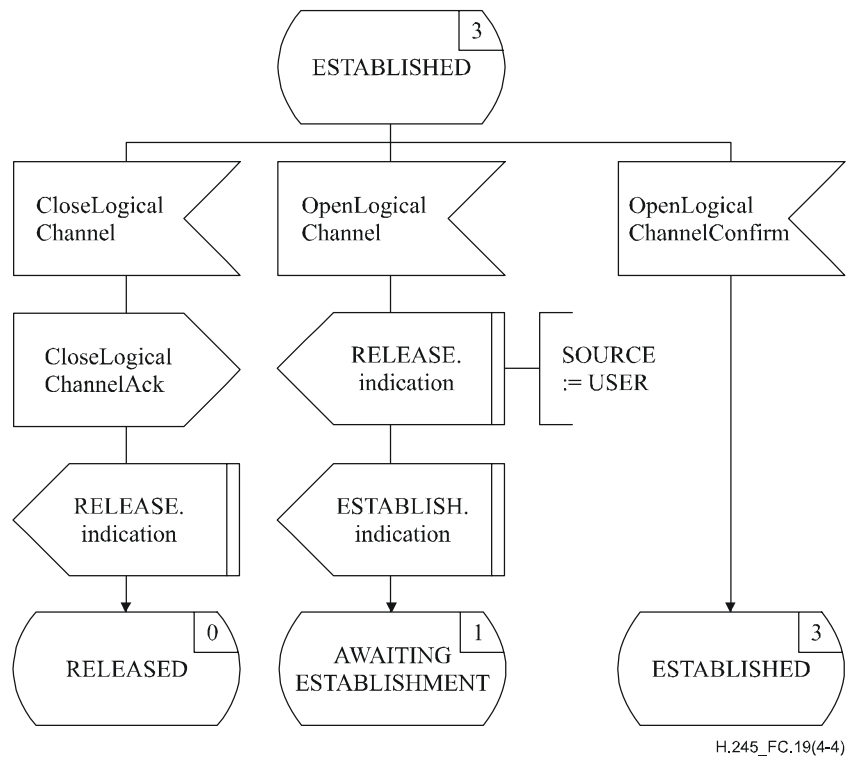 3
ESTABLISHED
CloseLogical
Channel
OpenLogical
Channel
OpenLogical
ChannelConfirm
CloseLogical
ChannelAck
RELEASE.
indication
SOURCE
:= USER
RELEASE.
indication
ESTABLISH.
indication
0
RELEASED
1
AWAITING
ESTABLISHMENT
3
ESTABLISHED
H.245_FC.19(4-4)